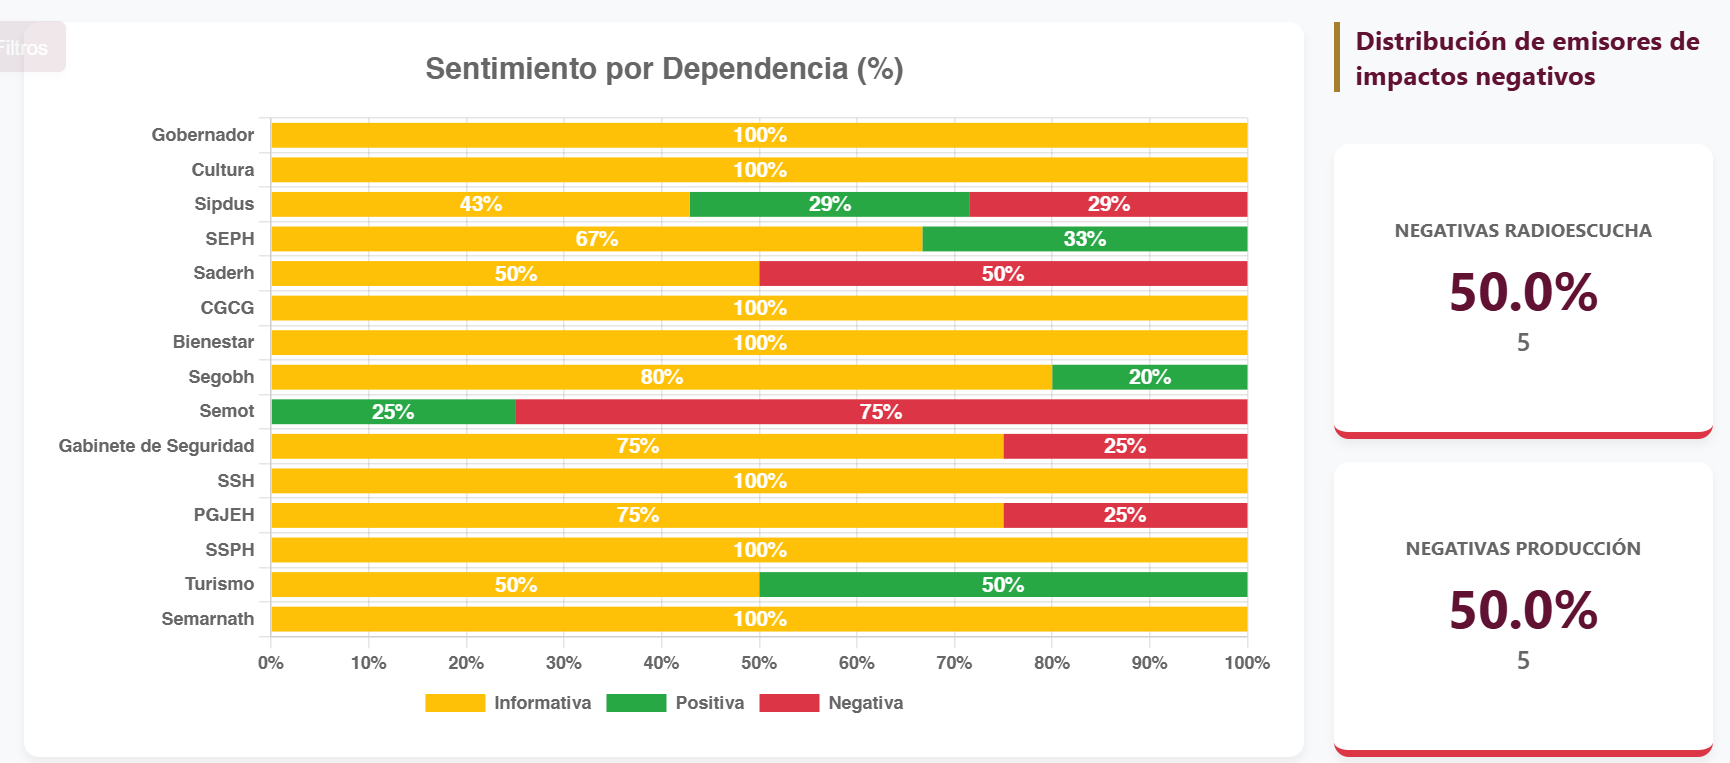 Filtros
Sentimiento por Dependencia (%)
Gobernador 100%
Cultura 100%
Sipdus 43% 29% 29%
SEPH 67% 33%
Saderh 50% 50%
CGCG 100%
Bienestar 100%
Segobh 80% 20%
Semot 25% 75%
Gabinete de Seguridad 75% 25%
SSH 100%
PGJEH 75% 25%
SSPH 100%
Turismo 50% 50%
Semarnath 100%
0% 10% 20% 30% 40% 50% 60% 70% 80% 90% 100%
Informativa Positiva Negativa
Distribución de emisores de
impactos negativos
NEGATIVAS RADIOESCUCHA
50.0%
5
NEGATIVAS PRODUCCIÓN
50.0%
5